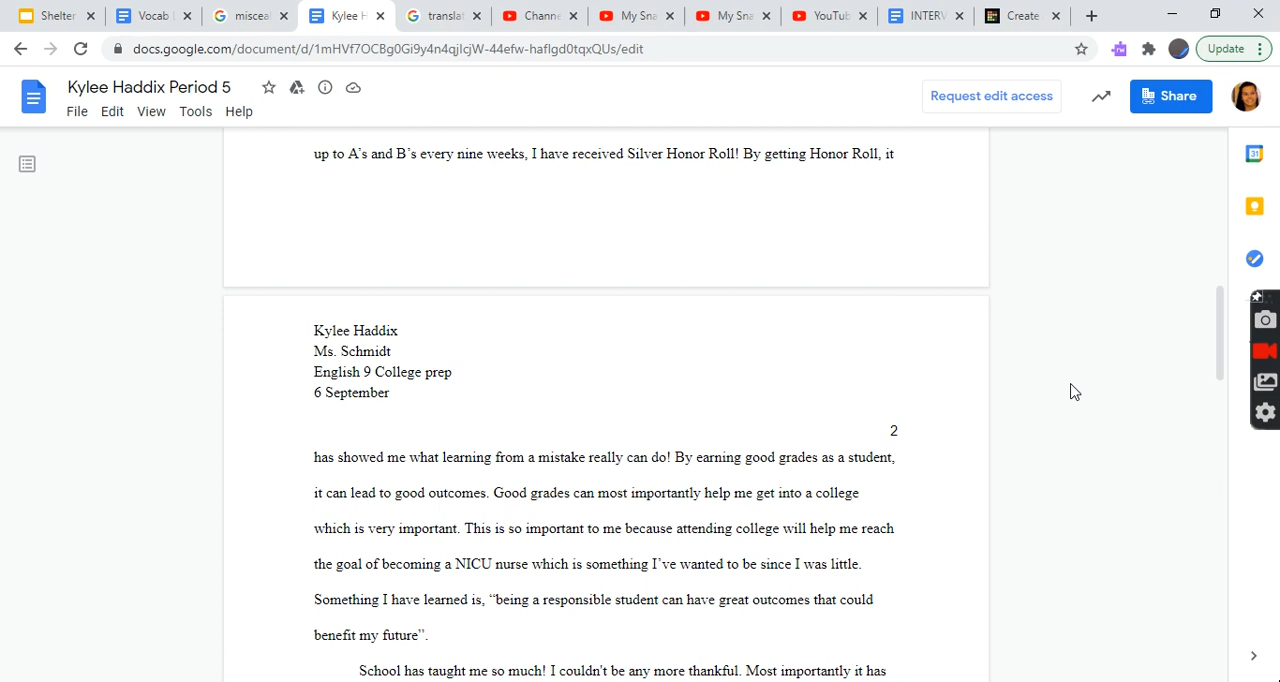 Shelter
Vocab
misceal
Kylee H
translat
Channe
My Sna
My Sna
YouTub
INTERV
Create
docs.google.com/document/d/1mHVf7OCBg0Gi9y4n4qjIcjW-44efw-hafIgd0tqxQUs/edit
Update
Kylee Haddix Period 5
File Edit View Tools Help
Request edit access
Share
31
up to A's and B's every nine weeks, I have received Silver Honor Roll! By getting Honor Roll, it
Kylee Haddix
Ms. Schmidt
English 9 College prep
6 September
2
has showed me what learning from a mistake really can do! By earning good grades as a student,
it can lead to good outcomes. Good grades can most importantly help me get into a college
which is very important. This is so important to me because attending college will help me reach
the goal of becoming a NICU nurse which is something I've wanted to be since I was little.
Something I have learned is, “being a responsible student can have great outcomes that could
benefit my future”.
School has taught me so much! I couldn't be any more thankful. Most importantly it has